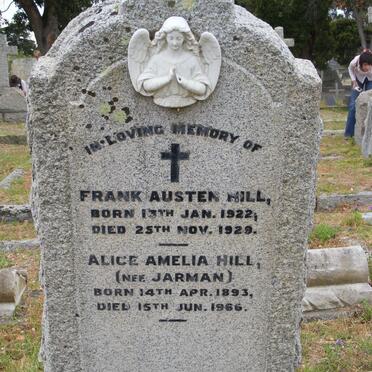 IN LOVING MEMORY OF
FRANK AUSTEN HILL,
BORN 13TH JAN. 1922,
DIED 25TH NOV. 1929.
ALICE AMELIA HILL,
(NEE JARMAN)
BORN 14TH APR. 1893,
DIED 15TH JUN. 1966.